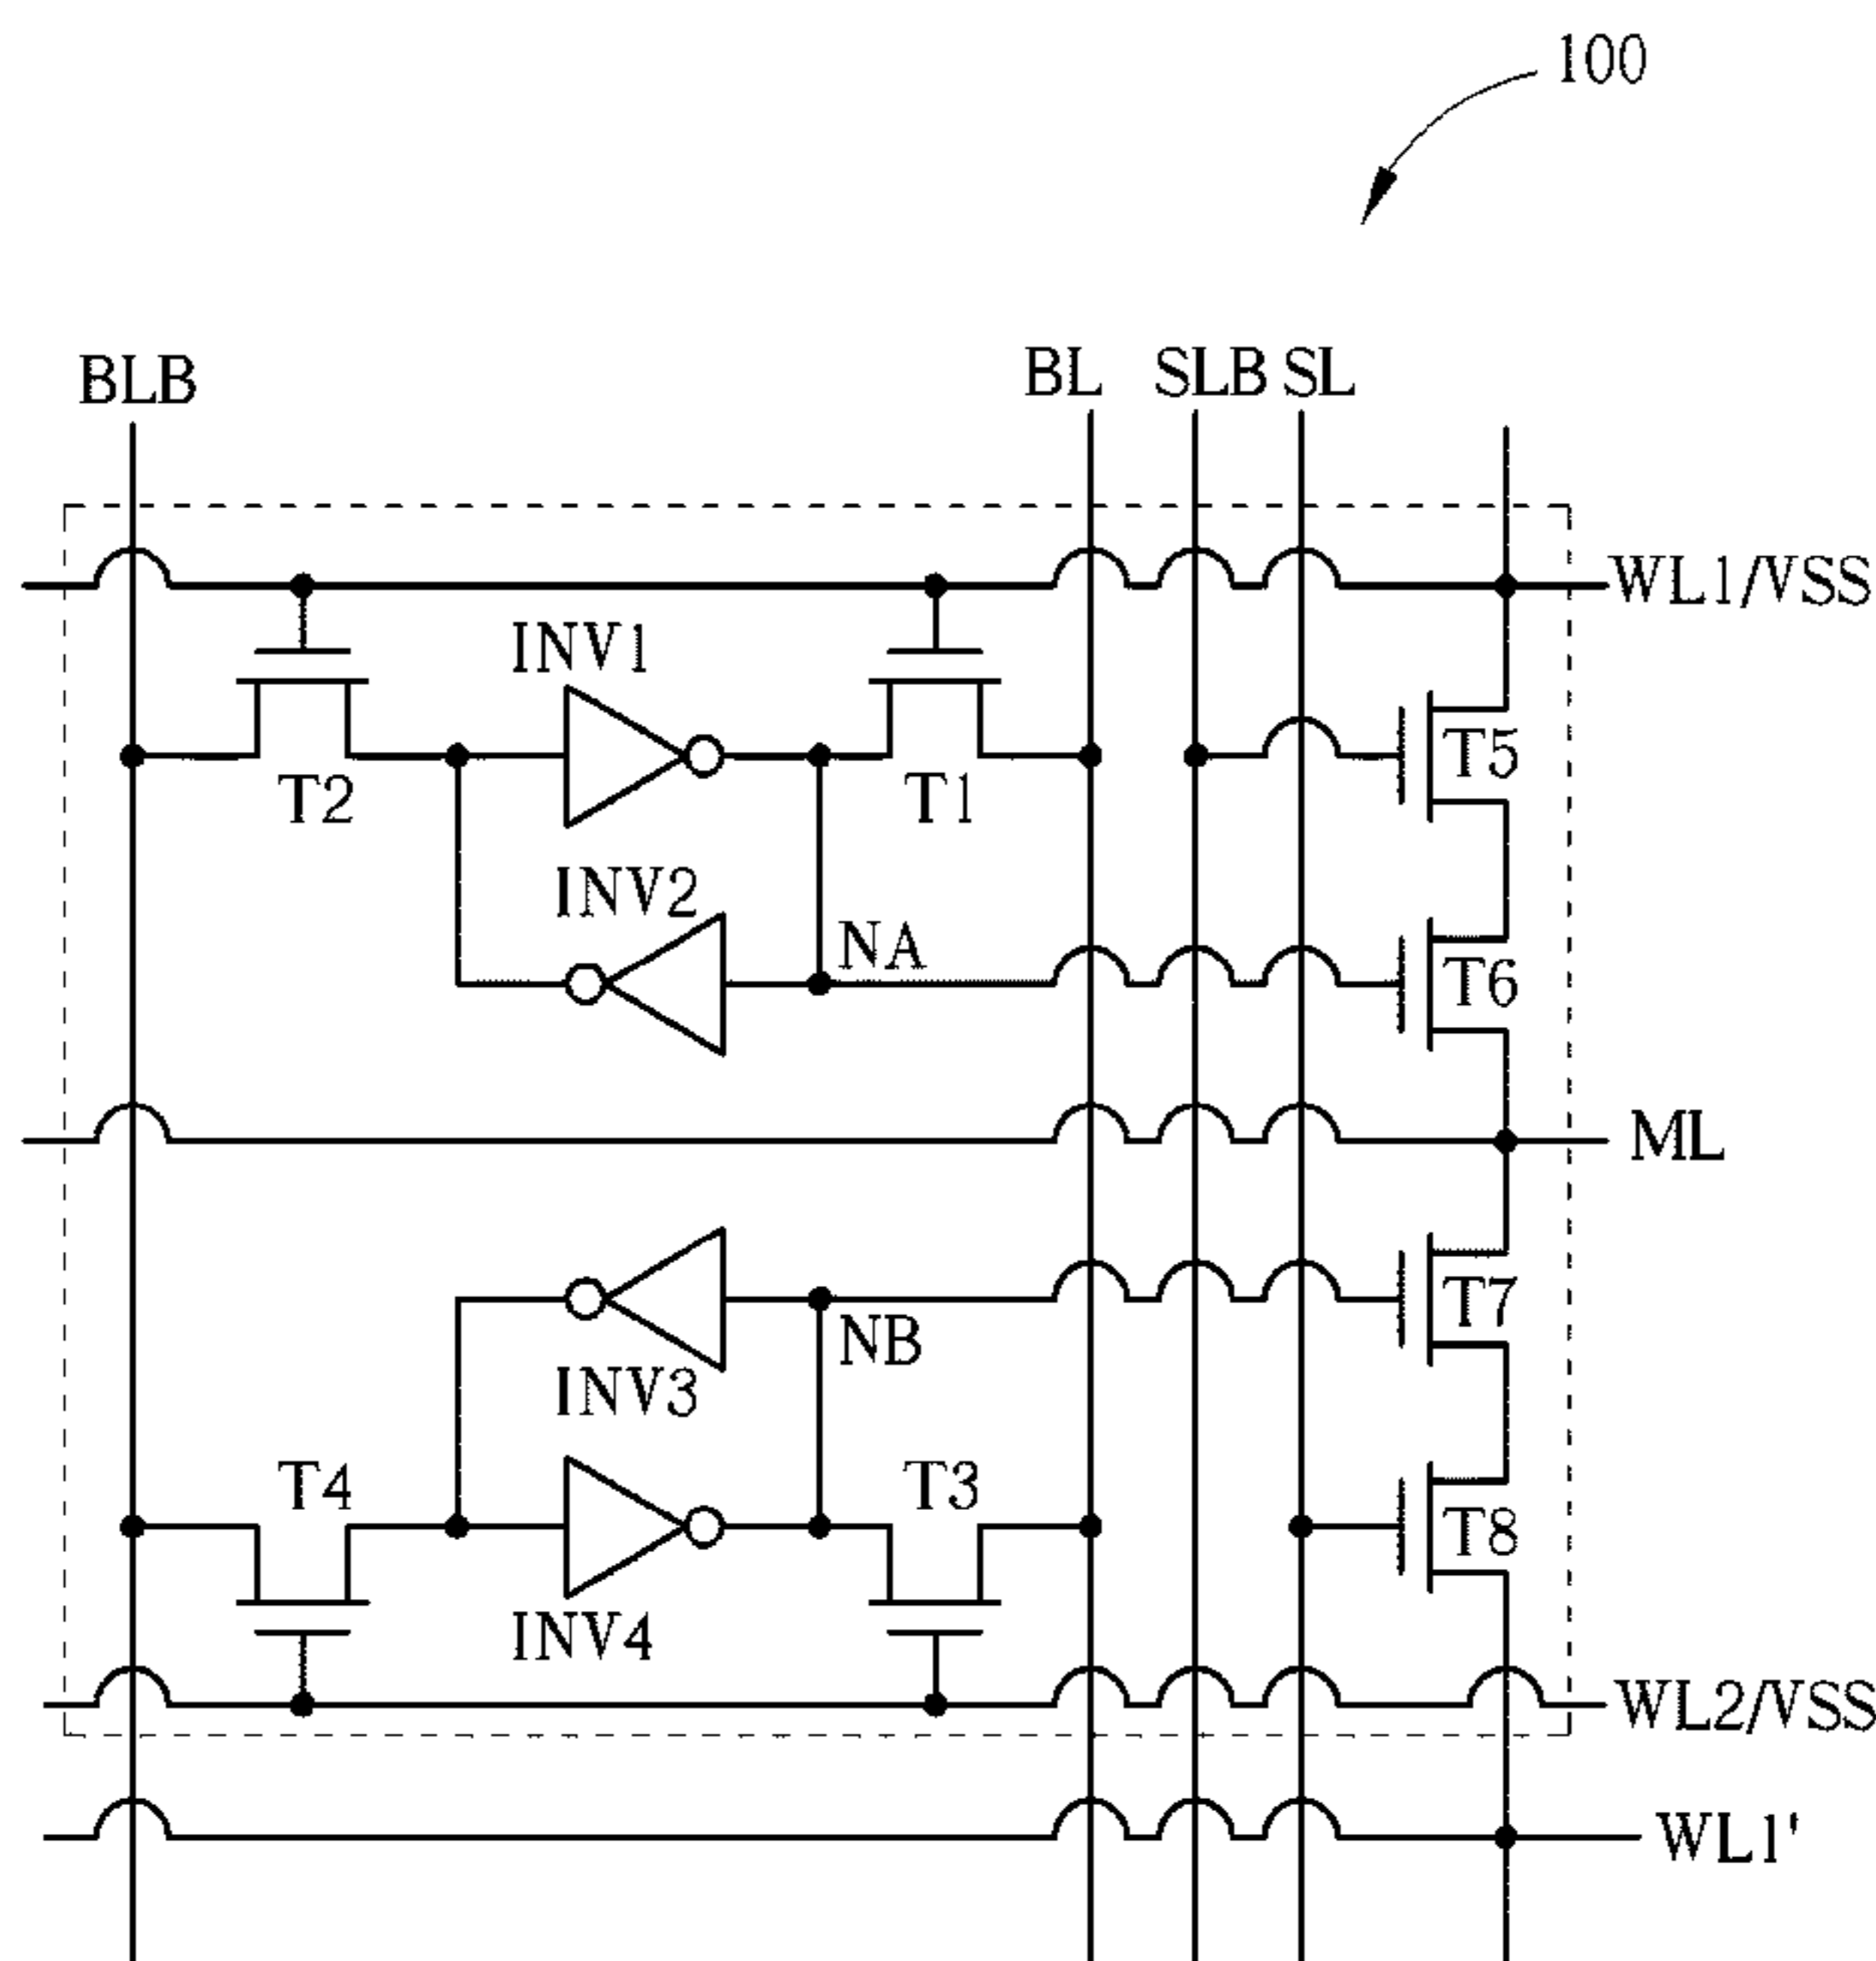 100
BLB
BL
SLB
SL
WL1/VSS
INV1
T5
T2
T1
INV2
NA
T6
ML
T7
NB
INV3
T4
T3
T8
INV4
WL2/VSS
WL1'